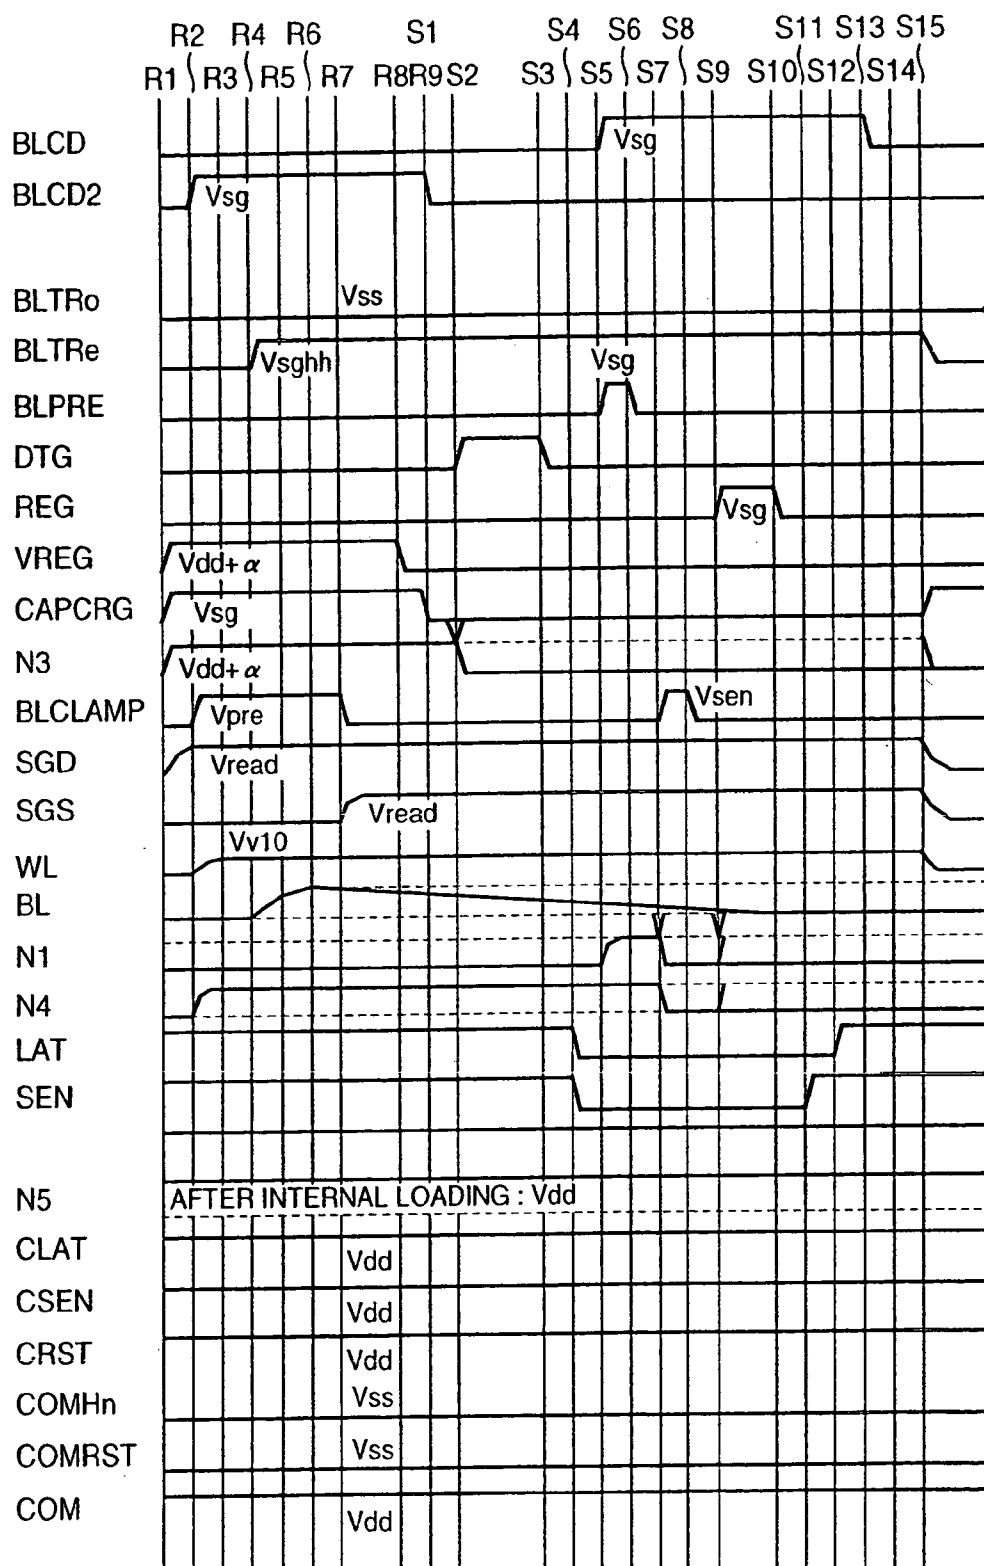 R2 R4 R6 S1 S4 S6 S8 S11 S13 S15
R1 R3 R5 R7 R8 R9 S2 S3 S5 S7 S9 S10 S12 S14
BLCD Vsg
BLCD2 Vsg
BLTRo Vss
BLTRe Vsghh Vsg
BLPRE
DTG
REG Vsg
VREG Vdd+α
CAPCRG Vsg
N3 Vdd+α
BLCLAMP Vpre Vsen
SGD Vread
SGS Vread
Vv10
WL
BL
N1
N4
LAT
SEN
N5 AFTER INTERNAL LOADING : Vdd
CLAT Vdd
CSEN Vdd
CRST Vdd
COMHn Vss
COMRST Vss
COM Vdd